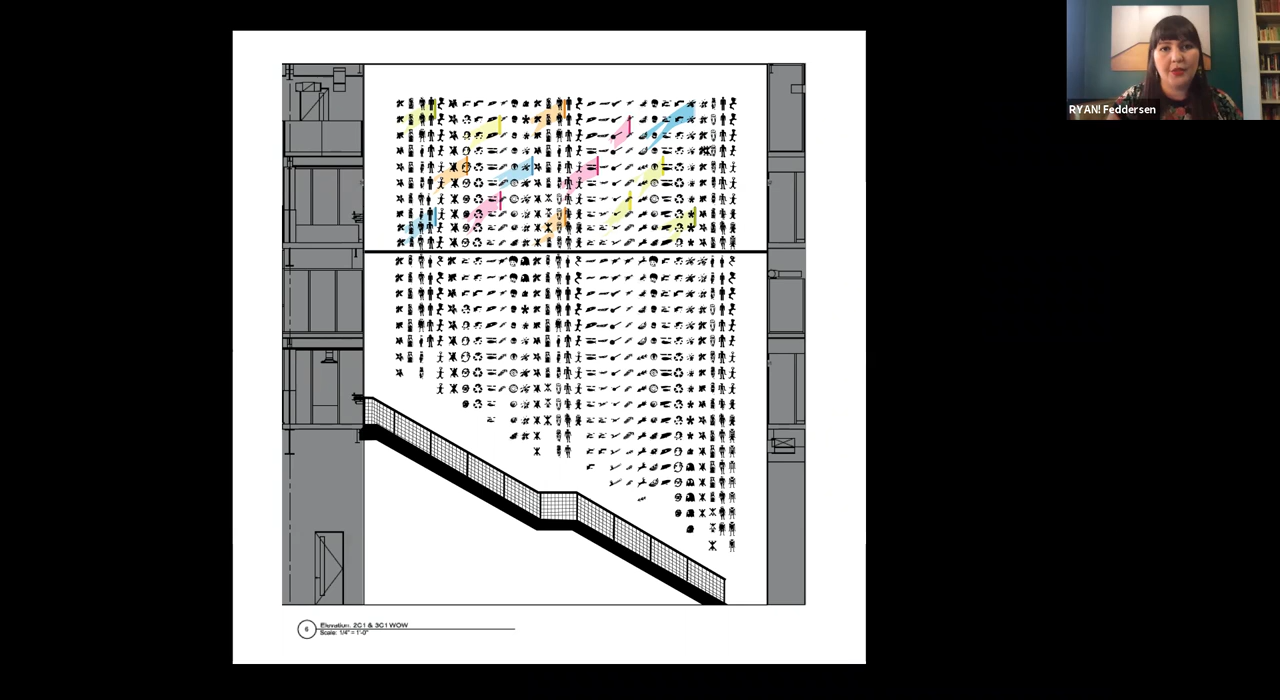 RYAN! Feddersen
6
Elevation: 2C1 & 3C1 WOW
Scale: 1/4" = 1'-0"